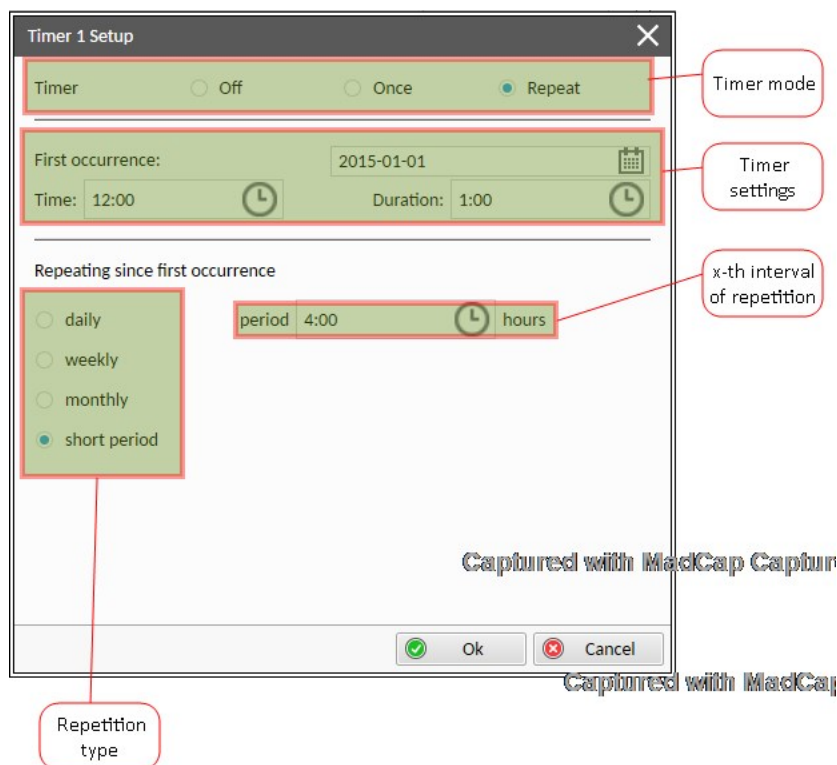 Timer 1 Setup
Timer Off Once Repeat
Timer mode
First occurrence: 2015-01-01
Time: 12:00 Duration: 1:00
Timer
settings
Repeating since first occurrence
x-th interval
of repetition
daily
period 4:00 hours
weekly
monthly
short period
Captured with MadCap Captur
Ok Cancel
Captured with MadCap
Repetition
type